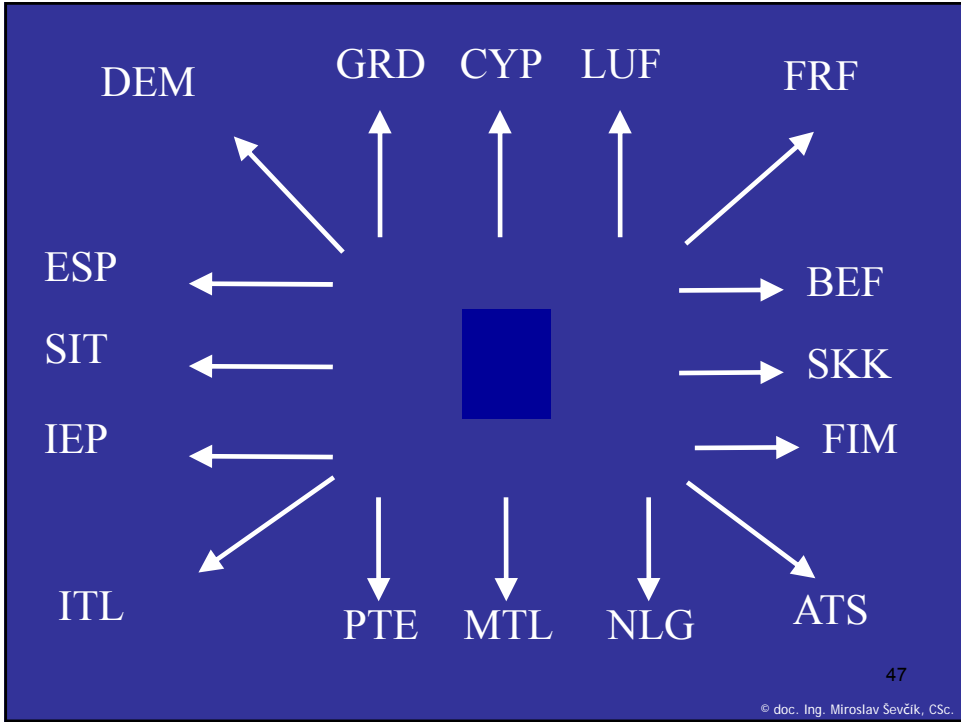 DEM
GRD
CYP
LUF
FRF
ESP
BEF
SIT
SKK
IEP
FIM
ITL
PTE
MTL
NLG
ATS
47
© doc. Ing. Miroslav Ševčík, CSc.